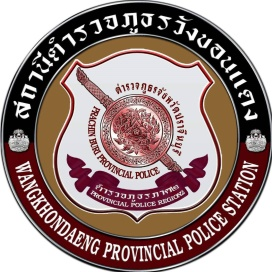 สถานีตำรวจภูธรวังขอนแดง
ตำรวจภูธรจังหวัดปราจีนบุรี
PRACHIN BURI PROVINCIAL POLICE
ตำรวจภูธรภาค๒
PROVINCIAL POLICE REGION2
WANGKHONDAENG PROVINCIAL POLICE STATION